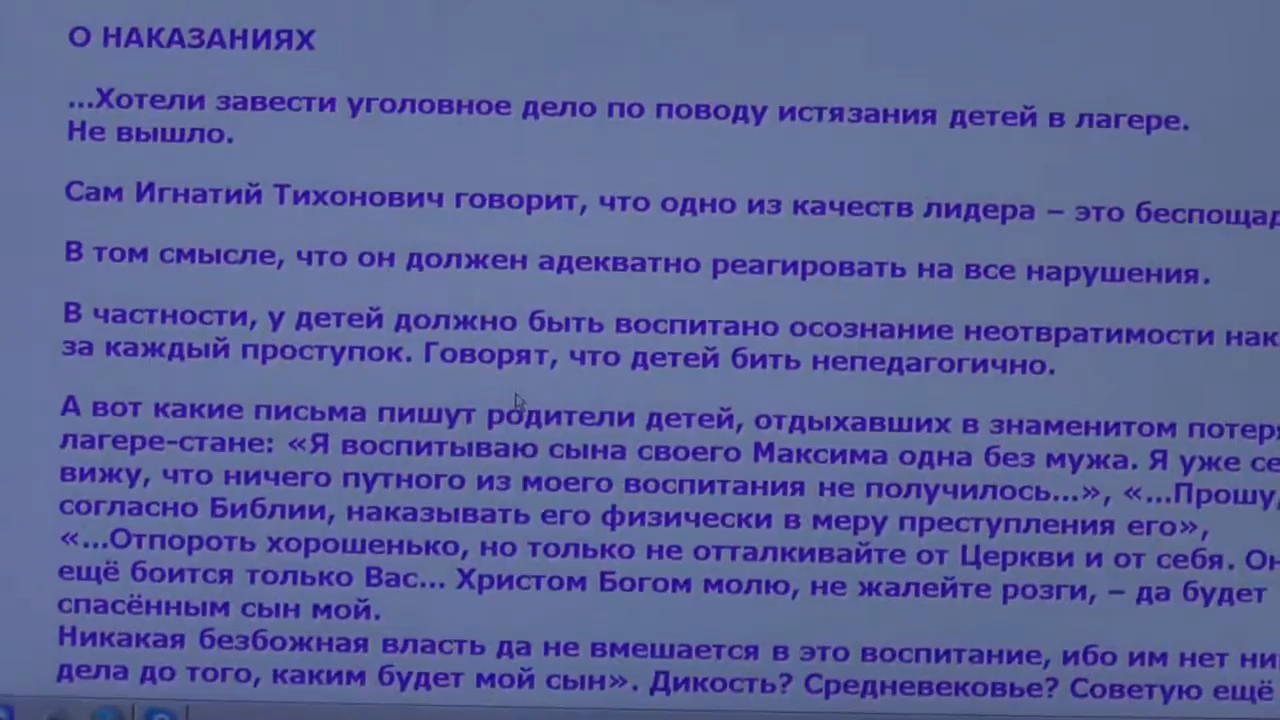 О НАКАЗАНИЯХ
...Хотели завести уголовное дело по поводу истязания детей в лагере.
Не вышло.
Сам Игнатий Тихонович говорит, что одно из качеств лидера – это беспощад
В том смысле, что он должен адекватно реагировать на все нарушения.
В частности, у детей должно быть воспитано осознание неотвратимости нак
за каждый проступок. Говорят, что детей бить непедагогично.
А вот какие письма пишут родители детей, отдыхавших в знаменитом потер
лагере-стане: «Я воспитываю сына своего Максима одна без мужа. Я уже се
вижу, что ничего путного из моего воспитания не получилось...», «...Прошу,
согласно Библии, наказывать его физически в меру преступления его»,
«...Отпороть хорошенько, но только не отталкивайте от Церкви и от себя. Он
ещё боится только Вас... Христом Богом молю, не жалейте розги, – да будет
спасённым сын мой.
Никакая безбожная власть да не вмешается в это воспитание, ибо им нет ни
дела до того, каким будет мой сын». Дикость? Средневековье? Советую ещё